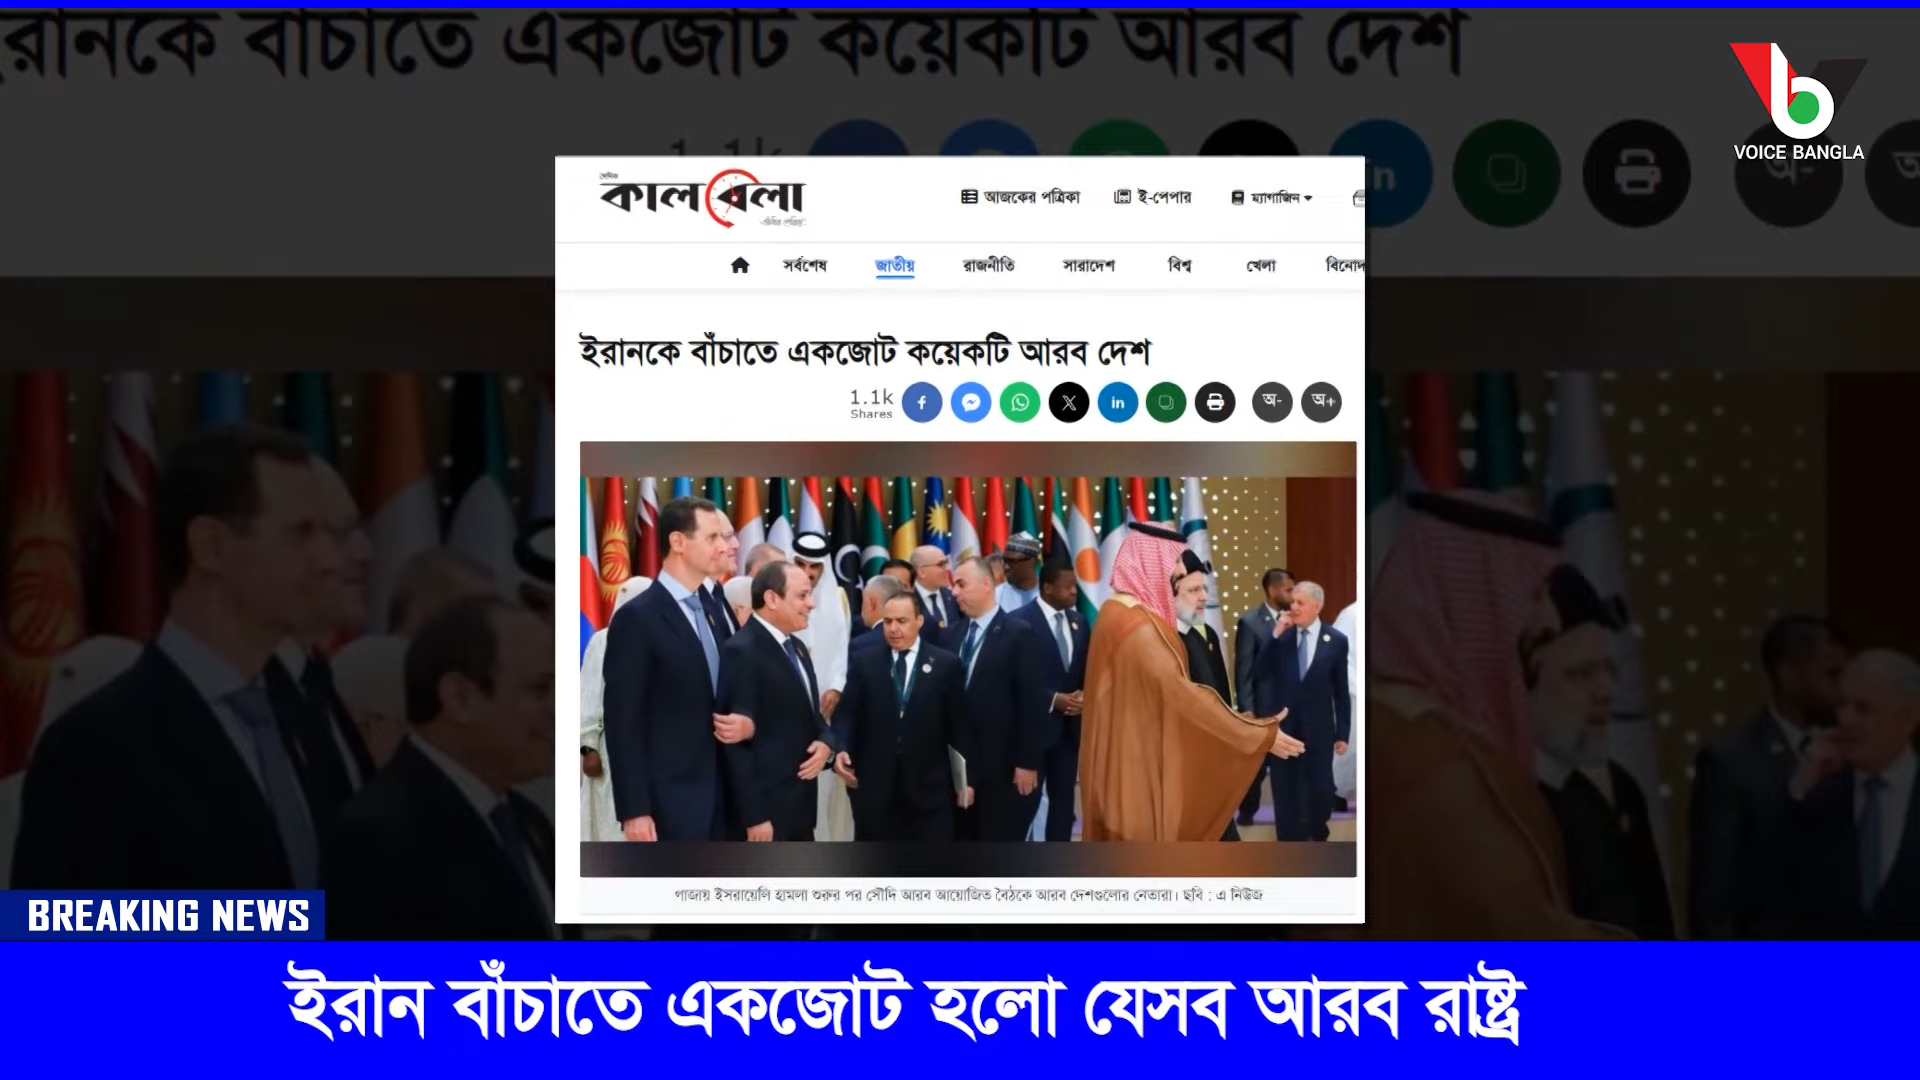 ইরানকে বাঁচাতে একজোট কয়েকটি আরব দেশ
VOICE BANGLA
দৈনিক
কালবেলা
আজকের পত্রিকা
ই-পেপার
ম্যাগাজিন
সর্বশেষ
জাতীয়
রাজনীতি
সারাদেশ
বিশ্ব
খেলা
বিনোদ
ইরানকে বাঁচাতে একজোট কয়েকটি আরব দেশ
1.1k
Shares
in
অ-
অ+
গাজায় ইসরায়েলি হামলা শুরুর পর সৌদি আরব আয়োজিত বৈঠকে আরব দেশগুলোর নেতারা। ছবি : এ নিউজ
BREAKING NEWS
ইরান বাঁচাতে একজোট হলো যেসব আরব রাষ্ট্র